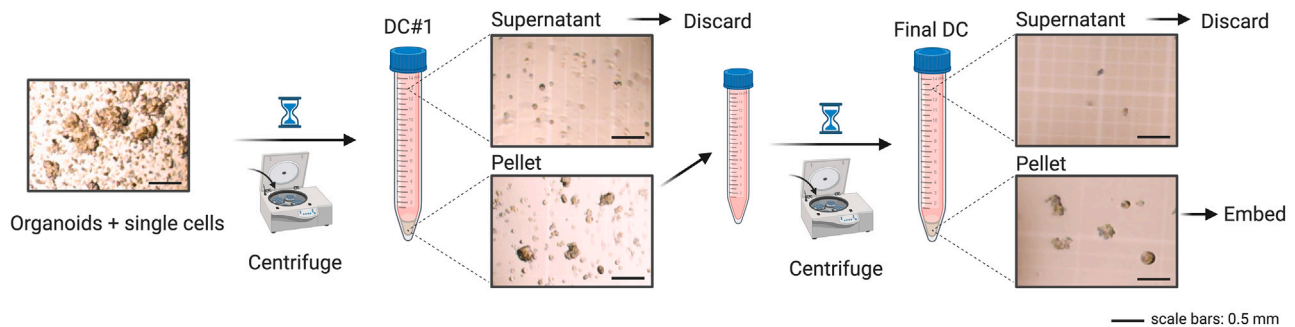 Organoids + single cells
Centrifuge
DC#1
Supernatant
Discard
Pellet
Centrifuge
Final DC
Supernatant
Discard
Pellet
Embed
scale bars: 0.5 mm